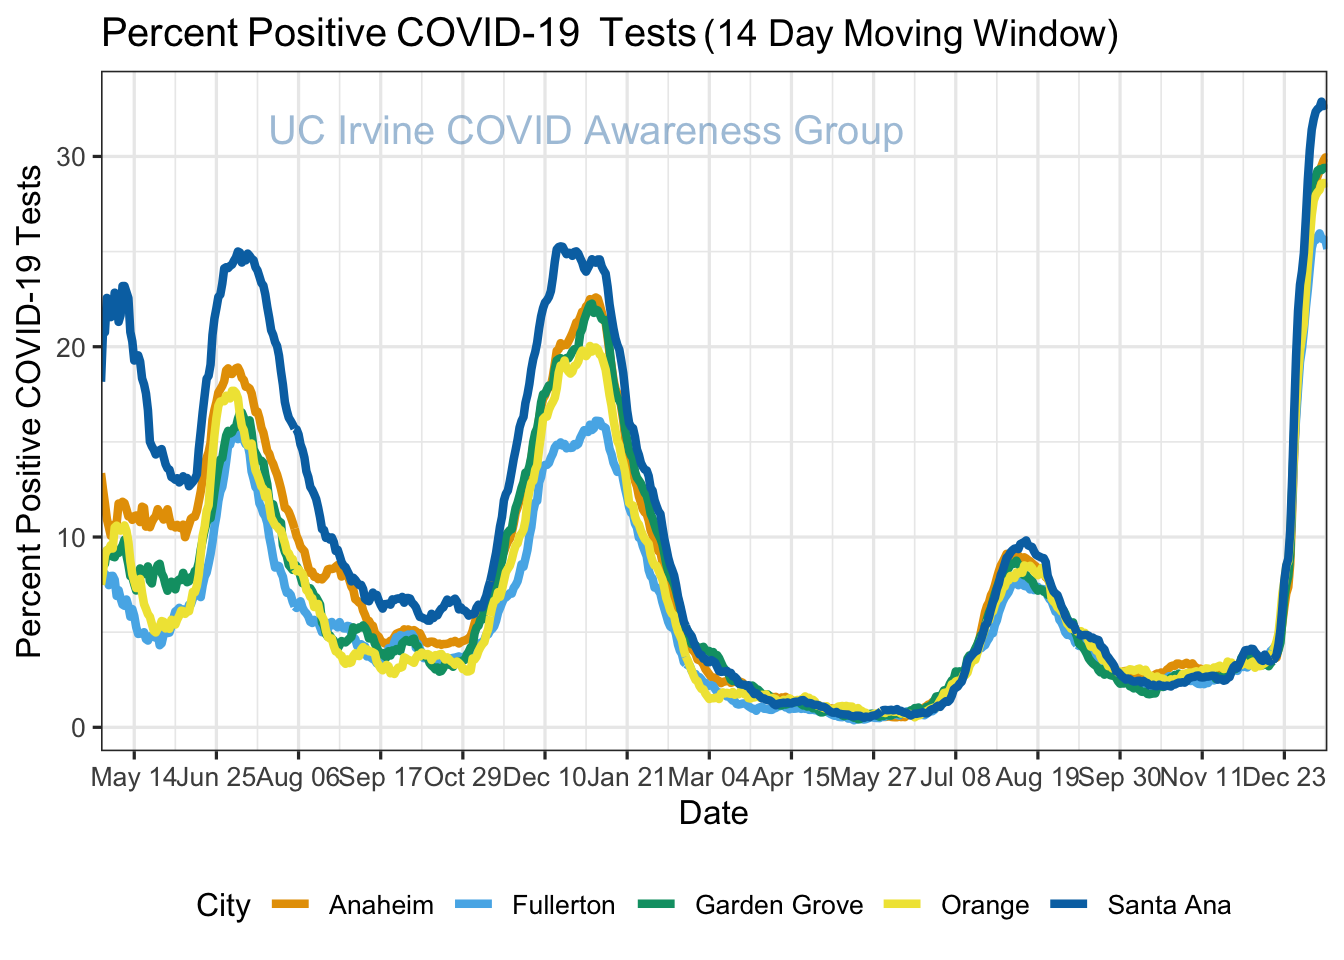 Percent Positive COVID-19 Tests (14 Day Moving Window)
UC Irvine COVID Awareness Group
Percent Positive COVID-19 Tests
30
20
10
0
May 14 Jun 25 Aug 06 Sep 17 Oct 29 Dec 10 Jan 21 Mar 04 Apr 15 May 27 Jul 08 Aug 19 Sep 30 Nov 11 Dec 23
Date
City Anaheim Fullerton Garden Grove Orange Santa Ana